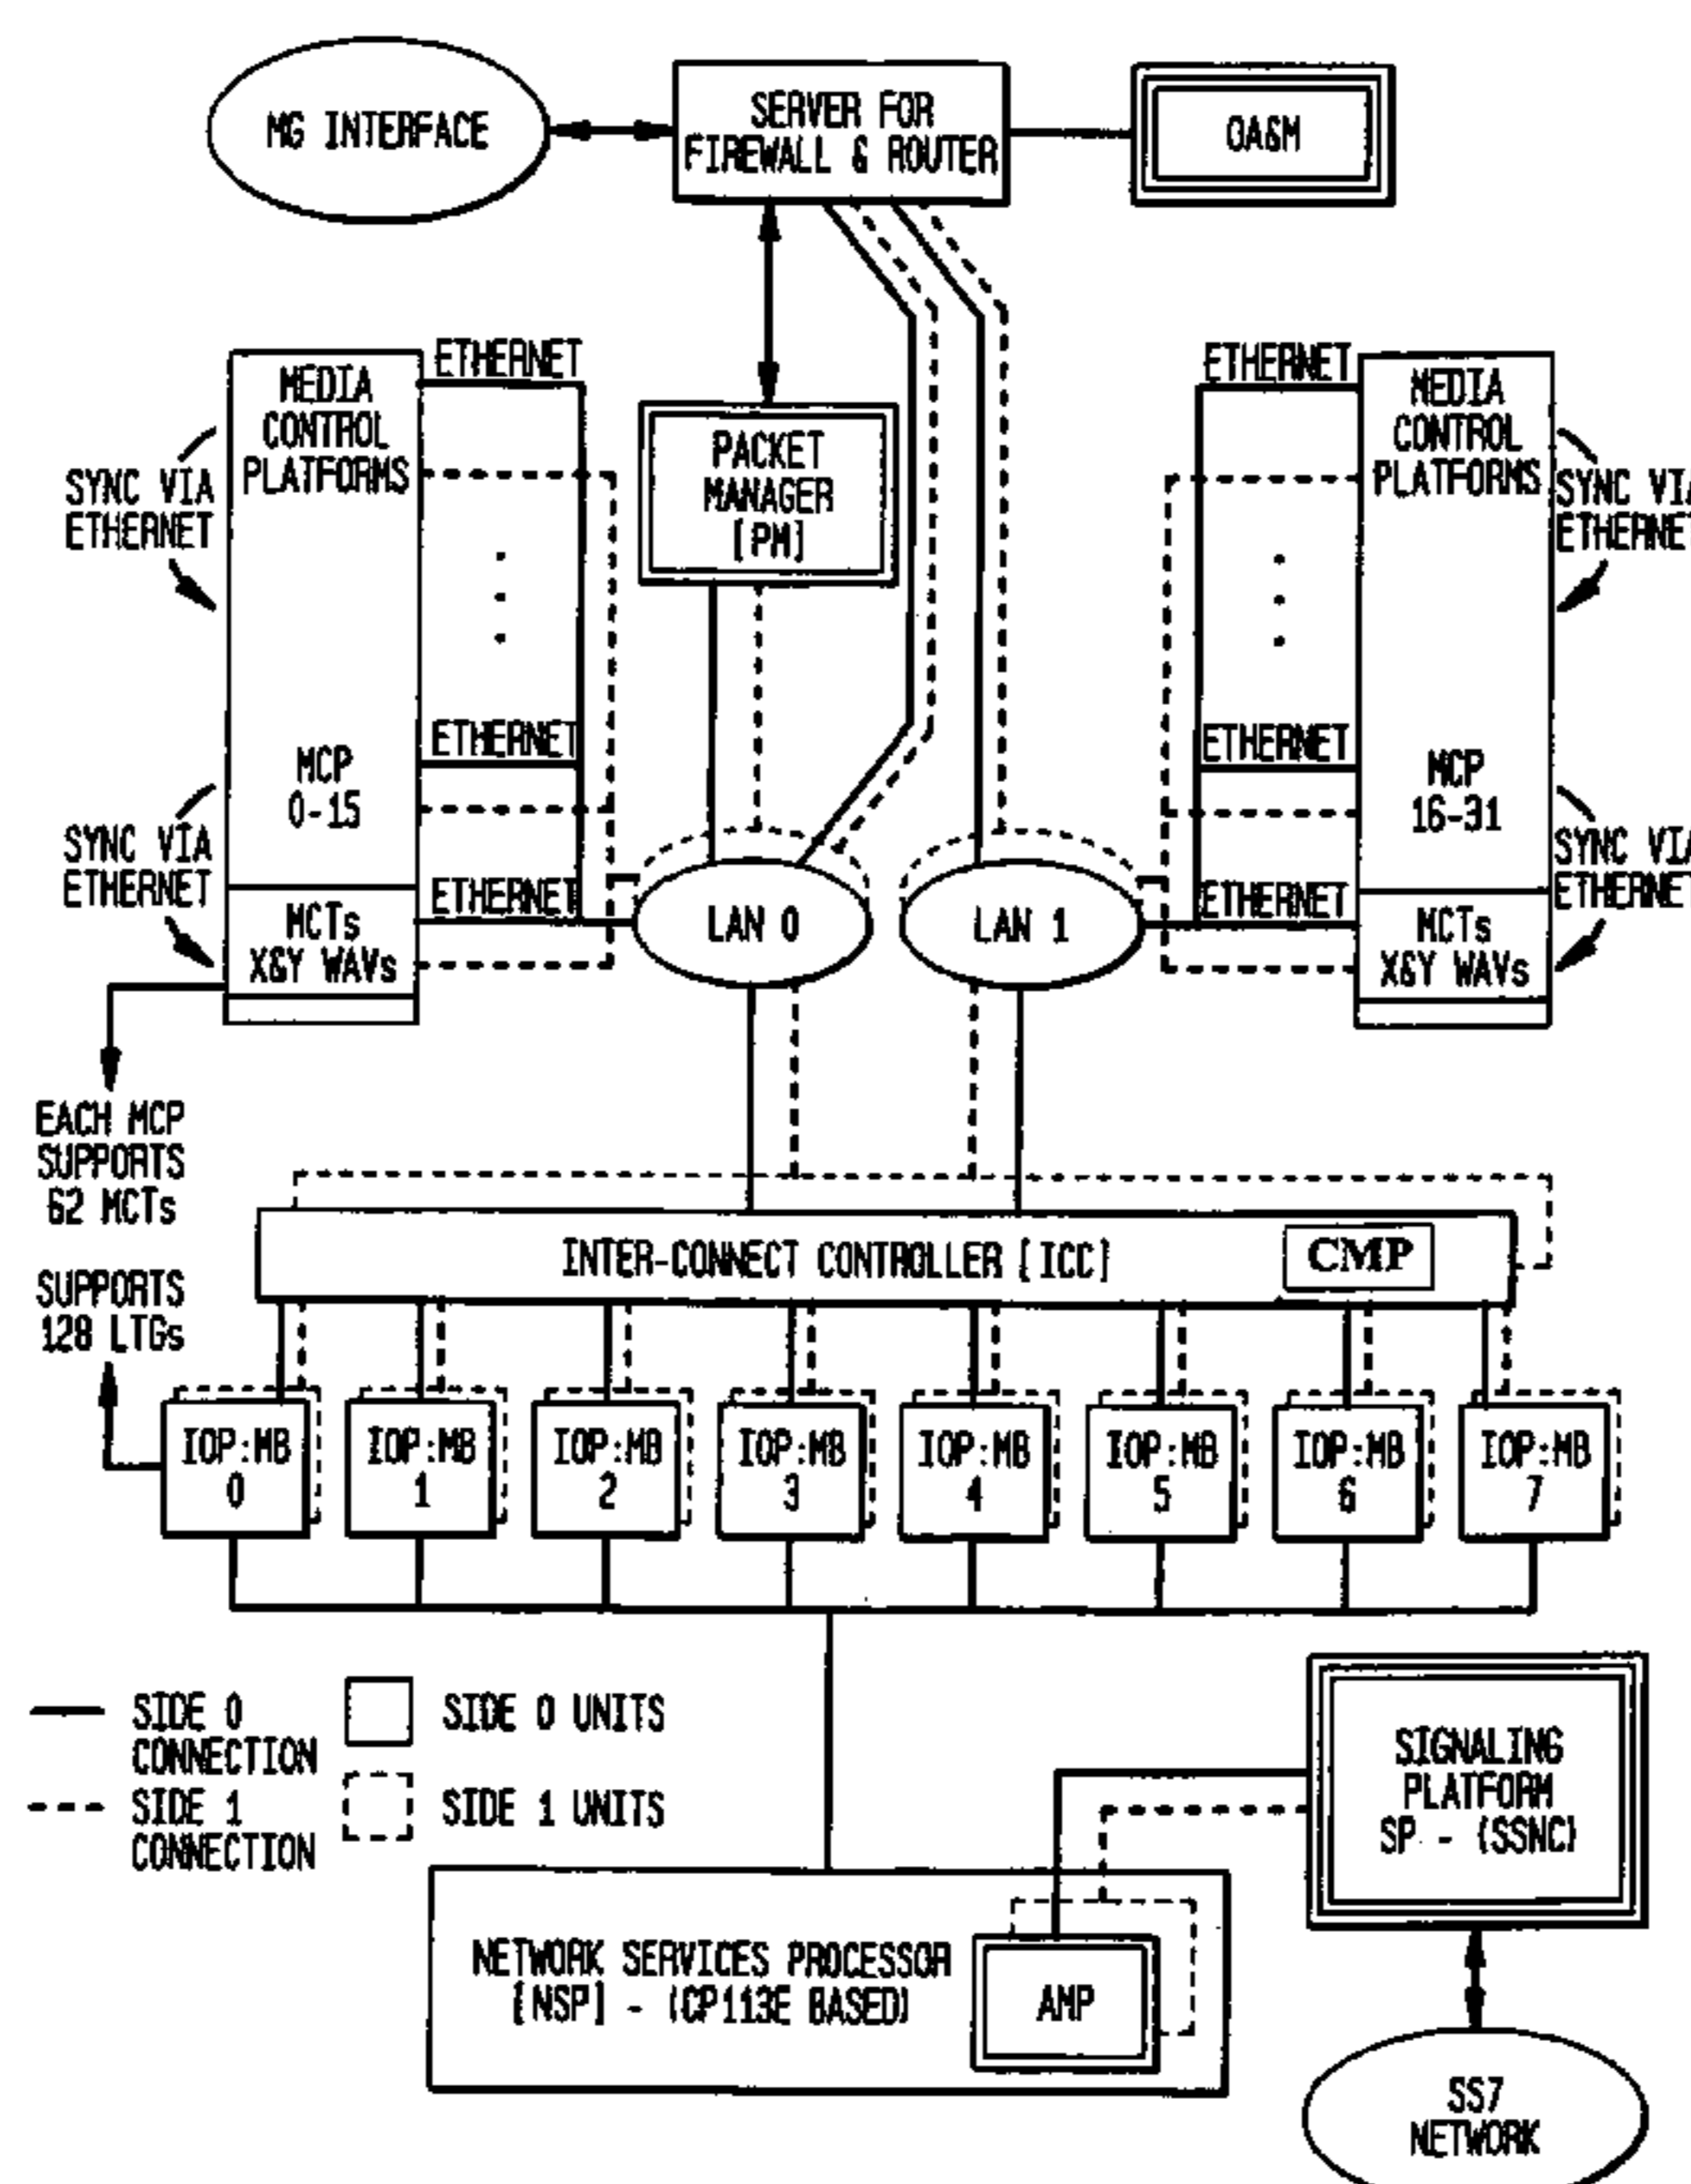 MG INTERFACE
SERVER FOR
FIREWALL & ROUTER
OA&M
ETHERNET
ETHERNET
MEDIA
CONTROL
PLATFORMS
MEDIA
CONTROL
PLATFORMS
PACKET
MANAGER
[PM]
SYNC VIA
ETHERNET
SYNC VIA
ETHERNET
ETHERNET
ETHERNET
MCP
0-15
MCP
16-31
SYNC VIA
ETHERNET
SYNC VIA
ETHERNET
ETHERNET
ETHERNET
MCTs
X&Y WAVs
LAN 0
LAN 1
MCTs
X&Y WAVs
EACH MCP
SUPPORTS
62 MCTs
INTER-CONNECT CONTROLLER [ICC]
CMP
SUPPORTS
128 LTGs
IOP:MB
0
IOP:MB
1
IOP:MB
2
IOP:MB
3
IOP:MB
4
IOP:MB
5
IOP:MB
6
IOP:MB
7
SIDE 0
CONNECTION
SIDE 0 UNITS
SIDE 1
CONNECTION
SIDE 1 UNITS
SIGNALING
PLATFORM
SP - (SSNC)
NETWORK SERVICES PROCESSOR
[NSP] - (CP113E BASED)
AMP
SS7
NETWORK